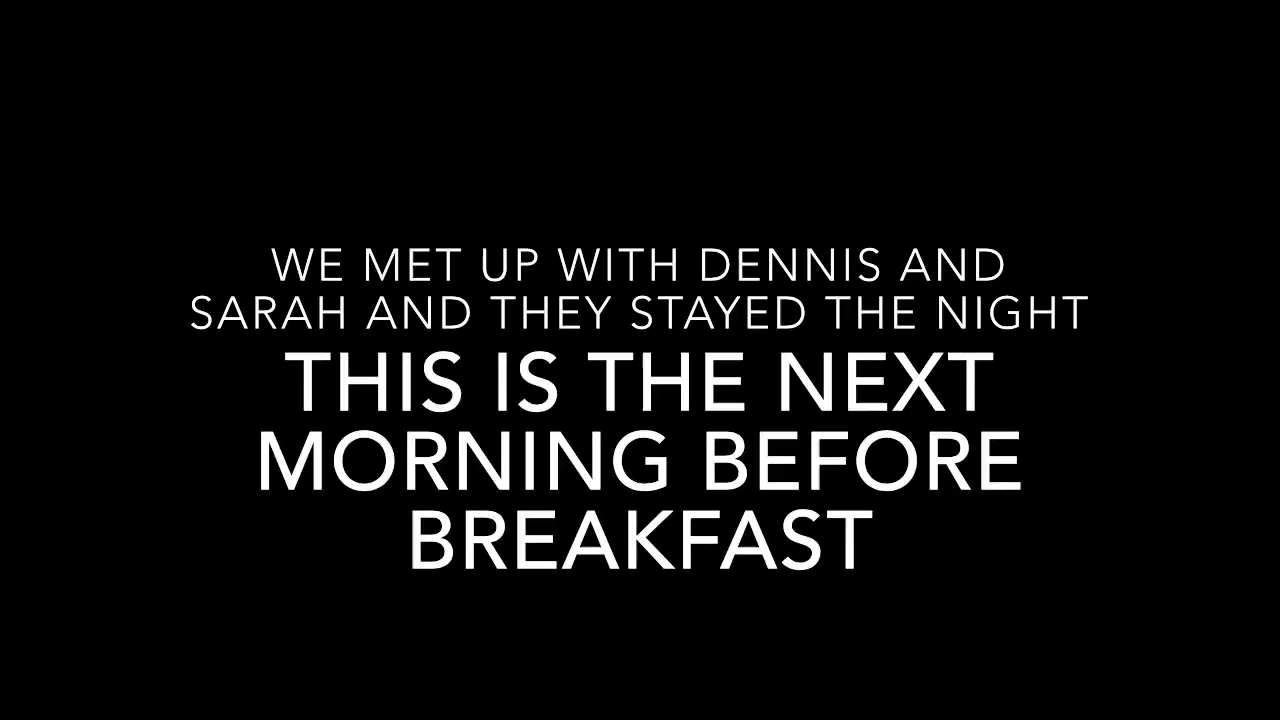 WE MET UP WITH DENNIS AND
SARAH AND THEY STAYED THE NIGHT
THIS IS THE NEXT
MORNING BEFORE
BREAKFAST